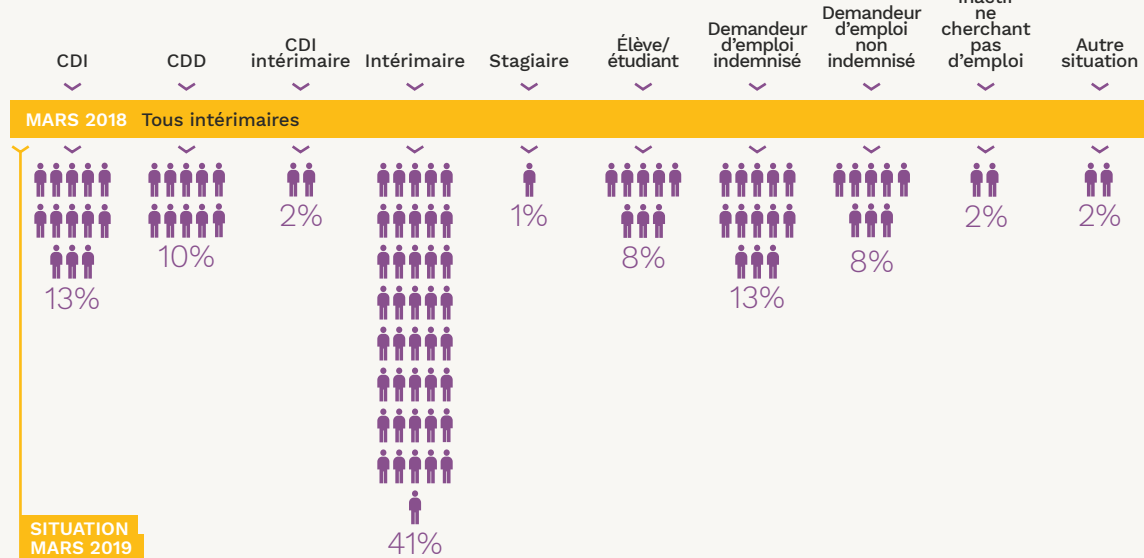 CDI
CDD
CDI
intérimaire
Intérimaire
Stagiaire
Élève/
étudiant
Demandeur
d'emploi
indemnisé
Demandeur
d'emploi
non
indemnisé
Inactif
ne
cherchant
pas
d'emploi
Autre
situation
MARS 2018 Tous intérimaires
13%
10%
2%
41%
1%
8%
13%
8%
2%
2%
SITUATION
MARS 2019